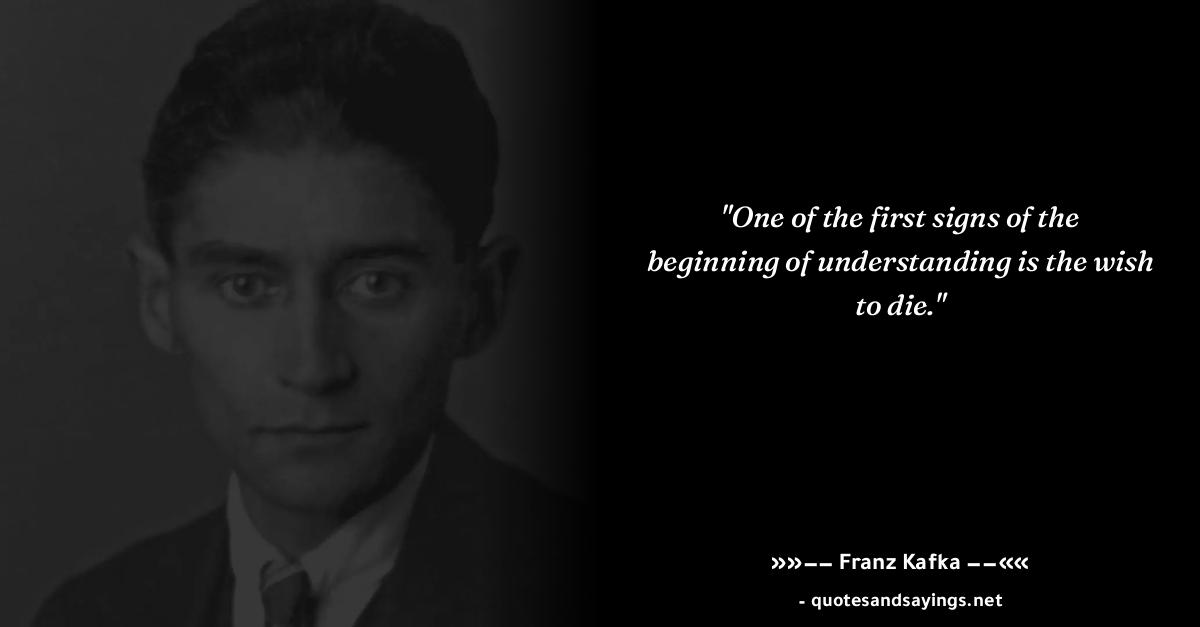 "One of the first signs of the
beginning of understanding is the wish
to die."
»»−− Franz Kafka −−««
- quotesandsayings.net